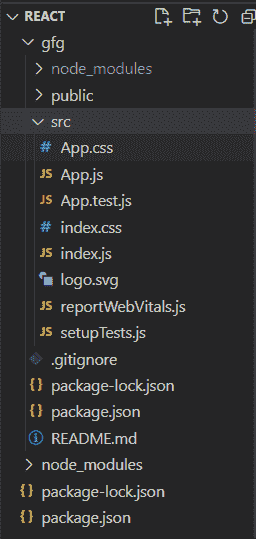 REACT
gfg
node_modules
public
src
# App.css
JS App.js
JS App.test.js
# index.css
JS index.js
logo.svg
JS reportWebVitals.js
JS setupTests.js
.gitignore
{} package-lock.json
{} package.json
README.md
node_modules
{} package-lock.json
{} package.json